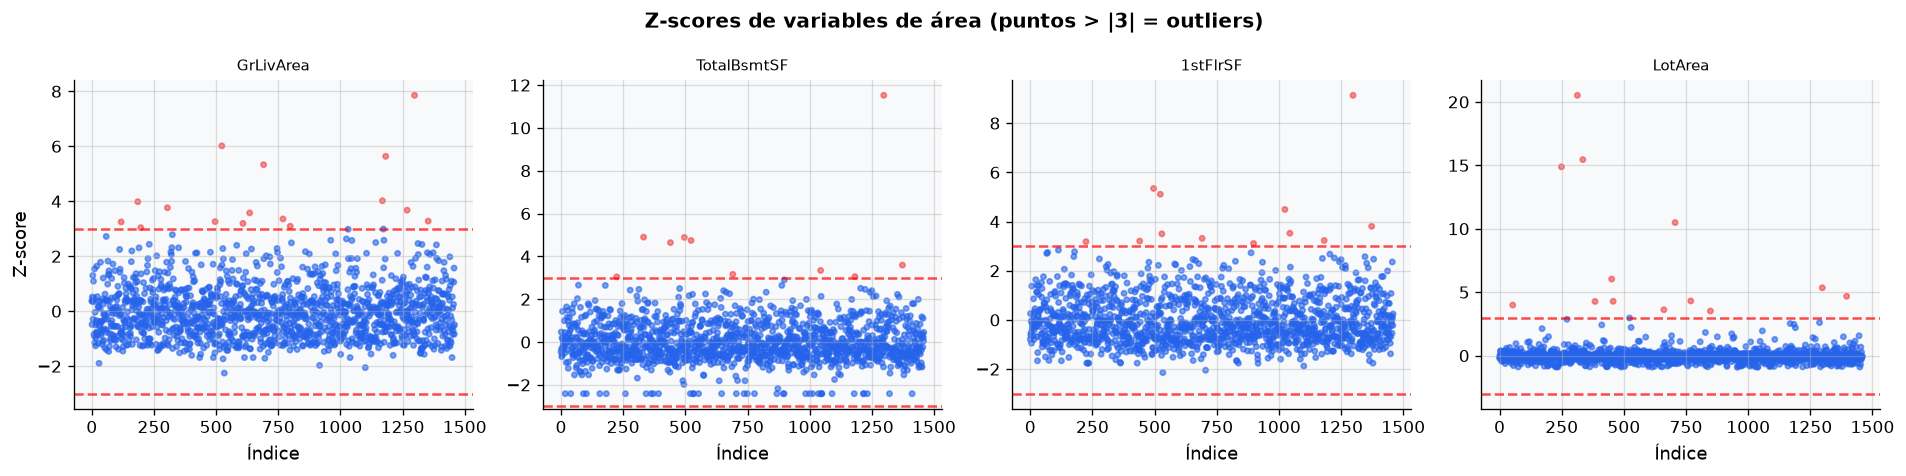 Z-scores de variables de área (puntos > |3| = outliers)
GrLivArea
TotalBsmtSF
1stFlrSF
LotArea
Z-score
8
6
4
2
0
−2
12
10
8
6
4
2
0
−2
8
6
4
2
0
−2
20
15
10
5
0
0 250 500 750 1000 1250 1500
0 250 500 750 1000 1250 1500
0 250 500 750 1000 1250 1500
0 250 500 750 1000 1250 1500
Índice
Índice
Índice
Índice